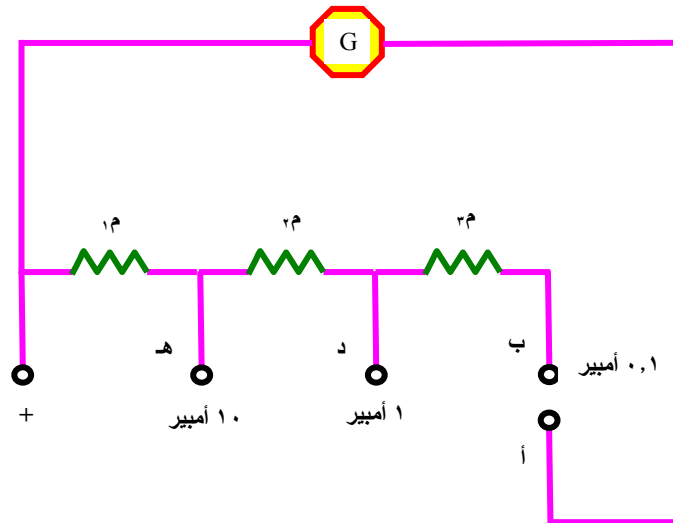 G
م٣ م٢ م١
ب د هـ
٠,١ أمبير ١ أمبير ١٠ أمبير +
أ